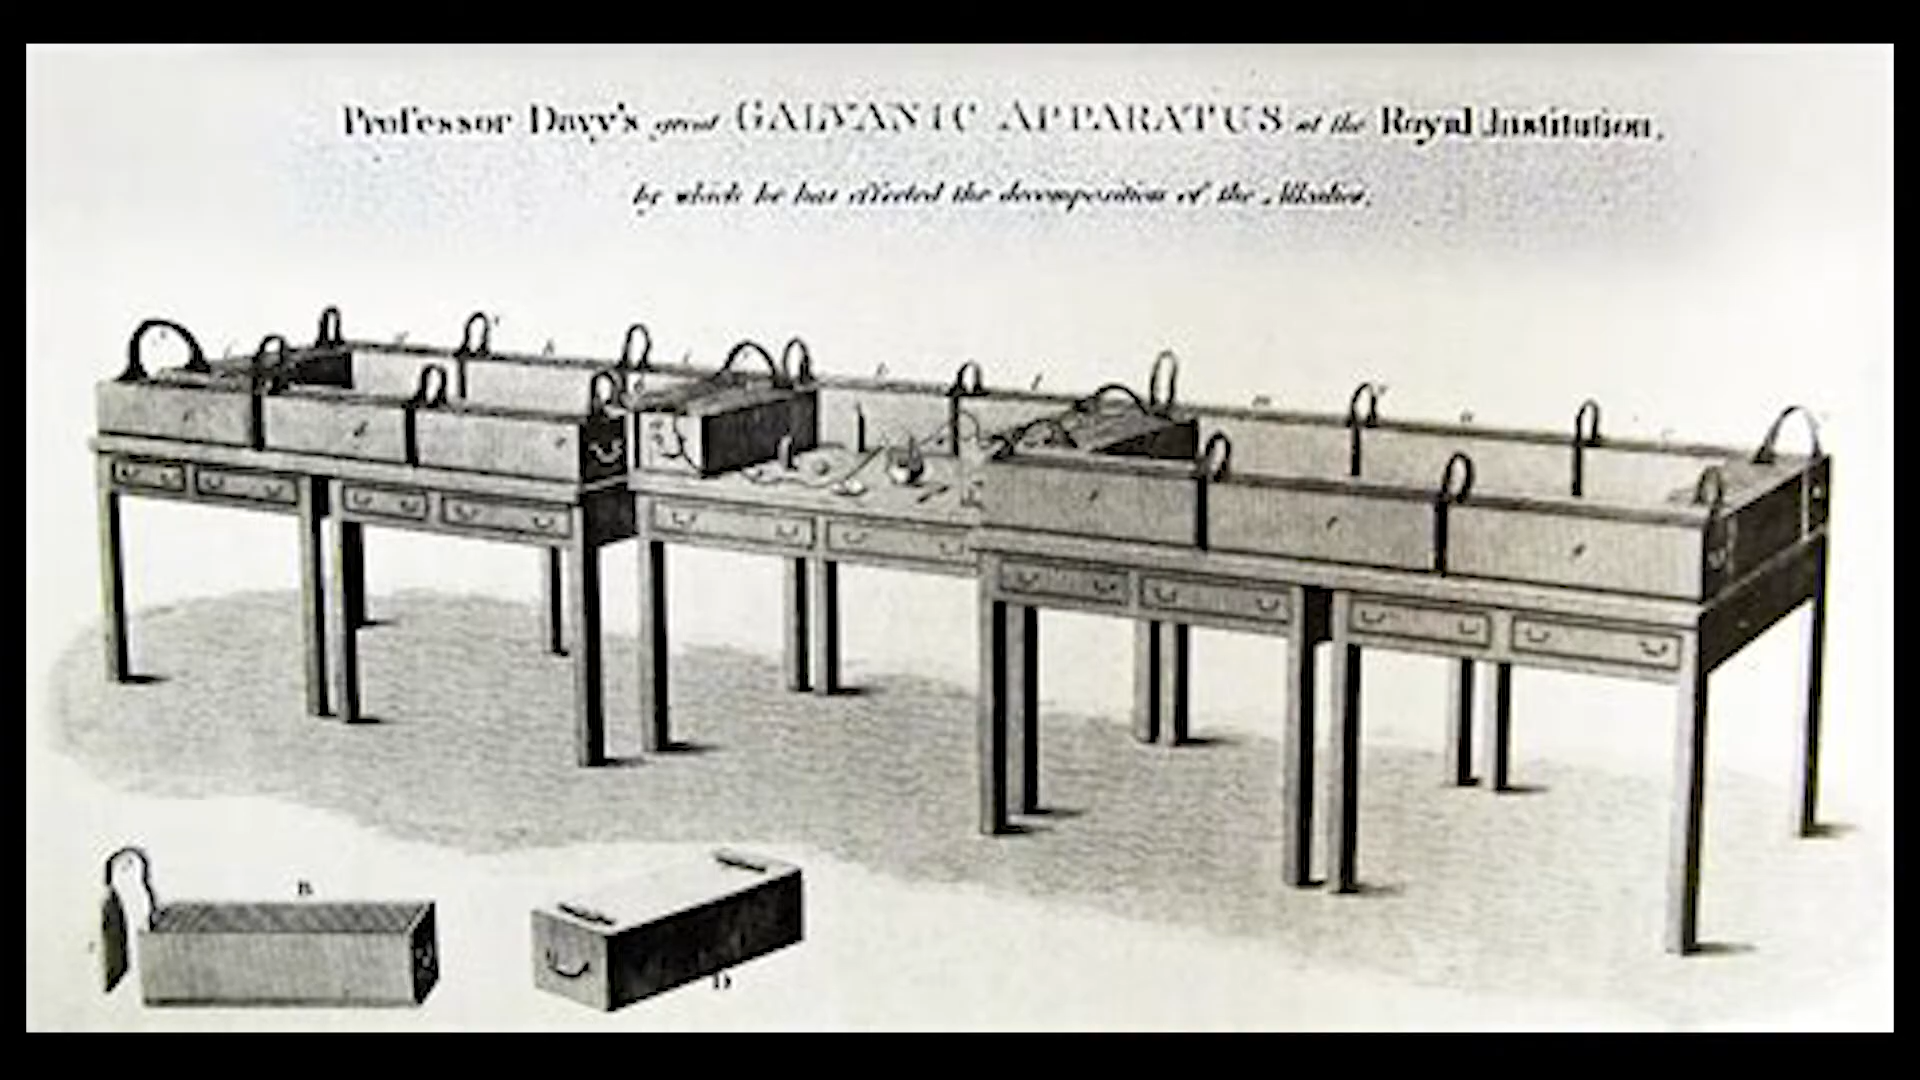 Professor Davy's great GALVANIC APPARATUS at the Royal Institution,
by which he has effected the decomposition of the Alkalies.
B
D